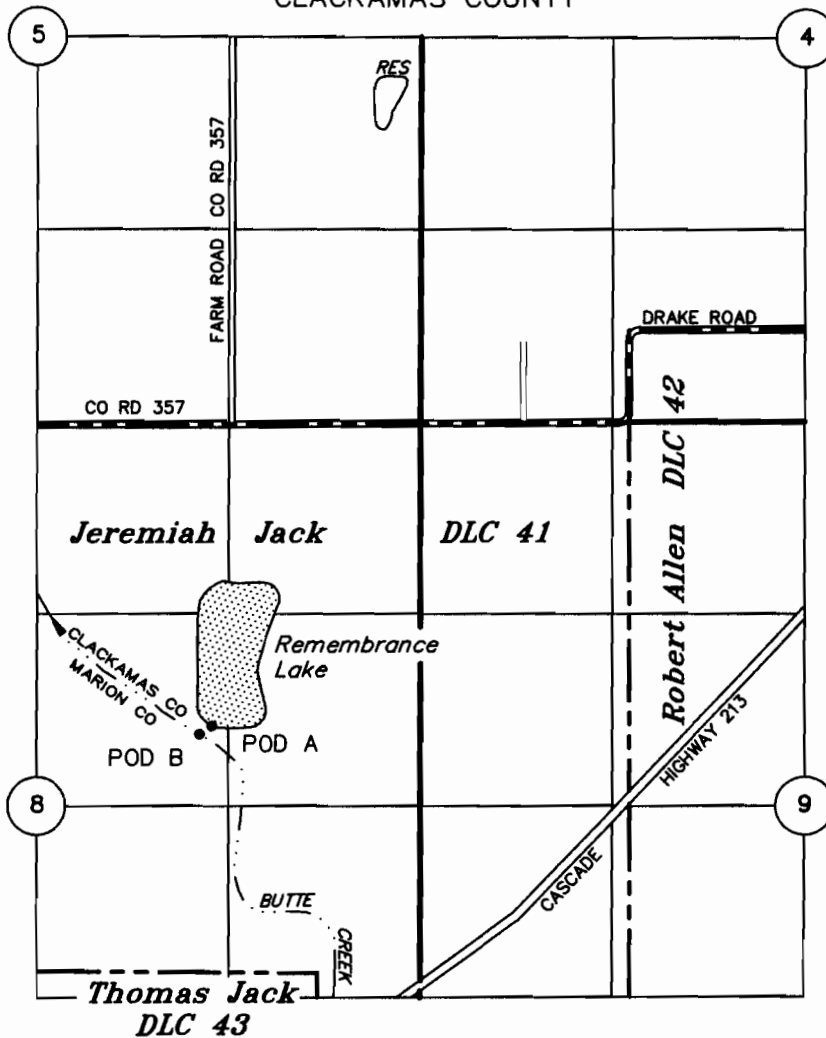 CLACKAMAS COUNTY
5
4
RES
FARM ROAD CO RD 357
DRAKE ROAD
CO RD 357
Jeremiah Jack DLC 41
Robert Allen DLC 42
Remembrance
Lake
CLACKAMAS CO
MARION CO
POD A
POD B
HIGHWAY 213
CASCADE
8
9
BUTTE
CREEK
Thomas Jack
DLC 43